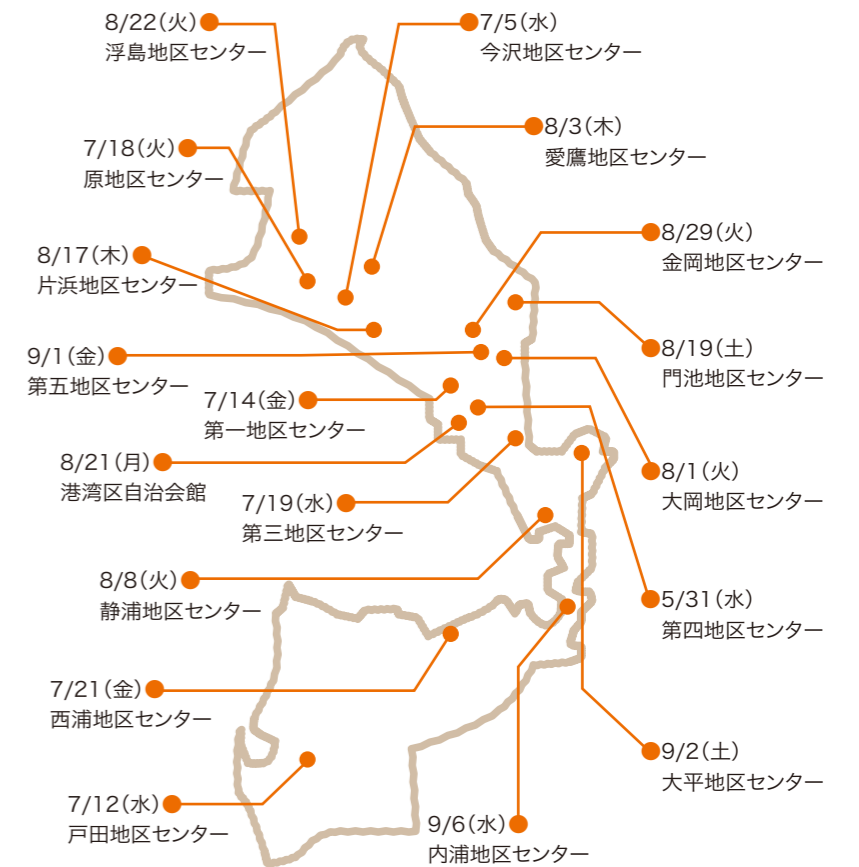 8/22(火)
浮島地区センター
7/5(水)
今沢地区センター
8/3(木)
愛鷹地区センター
7/18(火)
原地区センター
8/29(火)
金岡地区センター
8/17(木)
片浜地区センター
8/19(土)
門池地区センター
9/1(金)
第五地区センター
7/14(金)
第一地区センター
8/21(月)
港湾区自治会館
8/1(火)
大岡地区センター
7/19(水)
第三地区センター
8/8(火)
静浦地区センター
5/31(水)
第四地区センター
7/21(金)
西浦地区センター
9/2(土)
大平地区センター
7/12(水)
戸田地区センター
9/6(水)
内浦地区センター